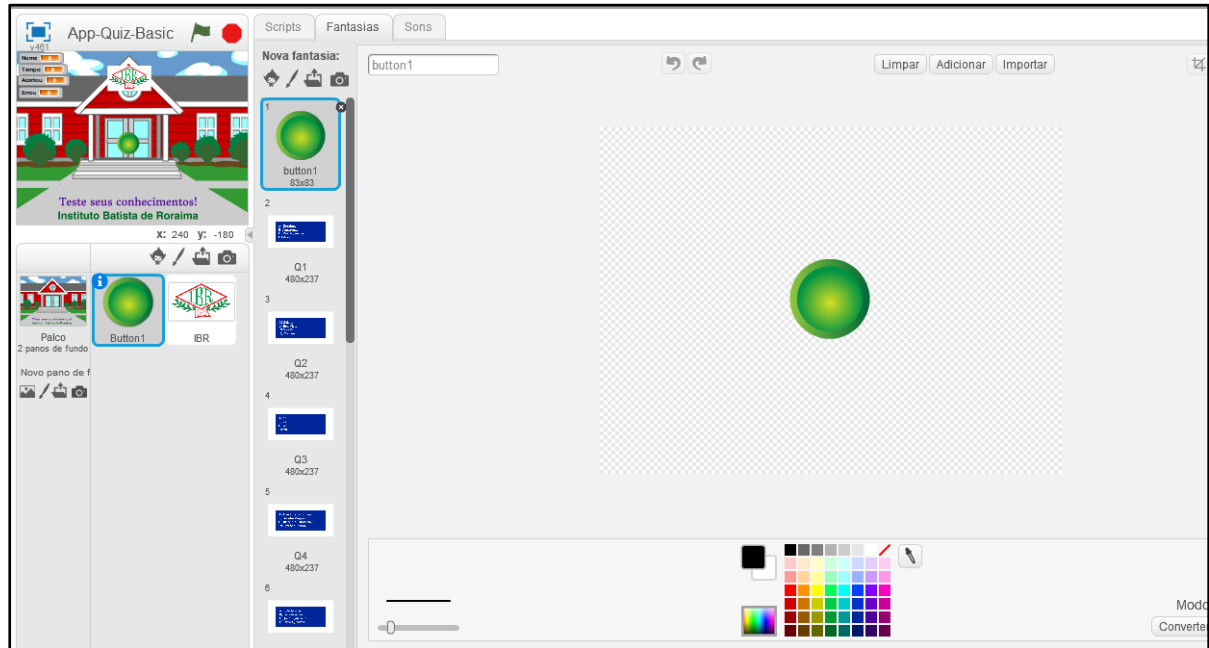 App-Quiz-Basic
v461
Nome
Tempo
Acertou
Errou
IBR
Teste seus conhecimentos!
Instituto Batista de Roraima
X: 240 y: -180
Palco
2 panos de fundo
Novo pano de f
Button1
IBR
IBR
Scripts
Fantasias
Sons
Nova fantasia:
1
button1
83x83
2
Q1
480x237
3
Q2
480x237
4
Q3
480x237
5
Q4
480x237
6
button1
Limpar
Adicionar
Importar
Modo
Converter